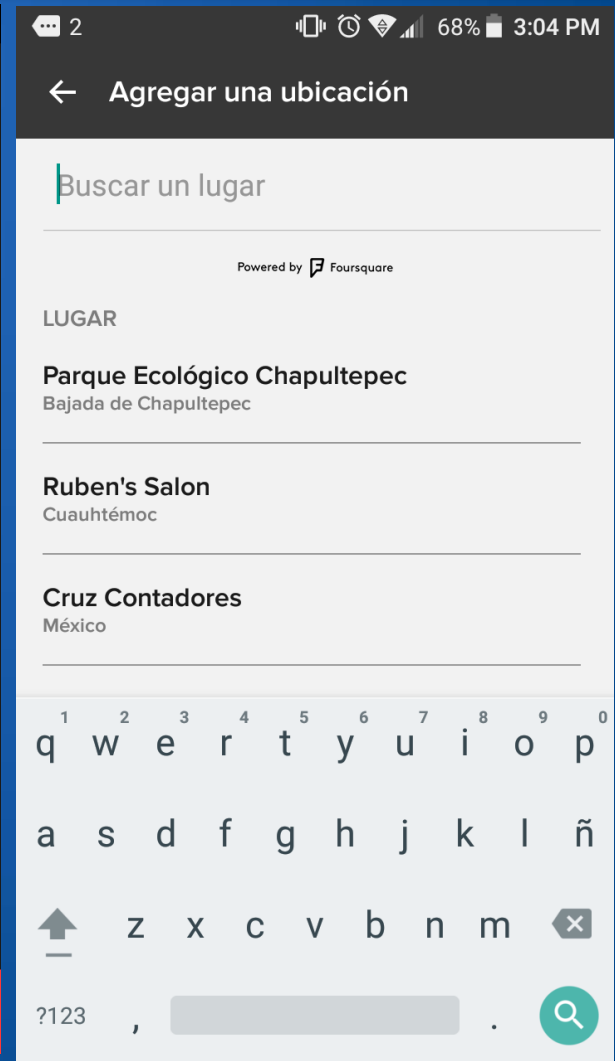 2 68% 3:04 PM
Agregar una ubicación
Buscar un lugar
Powered by Foursquare
LUGAR
Parque Ecológico Chapultepec
Bajada de Chapultepec
Ruben's Salon
Cuauhtémoc
Cruz Contadores
México
1 2 3 4 5 6 7 8 9 0
q w e r t y u i o p
a s d f g h j k l ñ
z x c v b n m
?123 , .